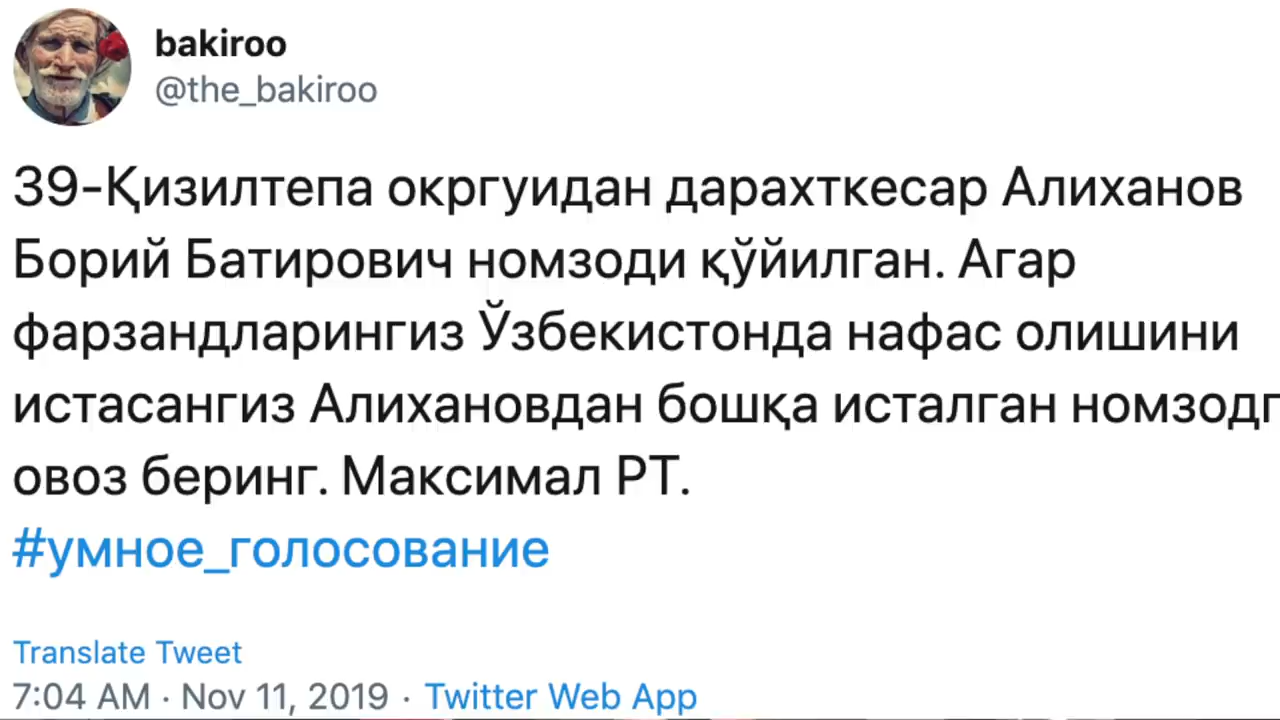 bakiroo
@the_bakiroo
39-Қизилтепа окргуидан дарахткесар Алиханов
Борий Батирович номзоди қўйилган. Агар
фарзандларингиз Ўзбекистонда нафас олишини
истасангиз Алихановдан бошқа исталган номзодг
овоз беринг. Максимал РТ.
#умное_голосование
Translate Tweet
7:04 AM · Nov 11, 2019 · Twitter Web App